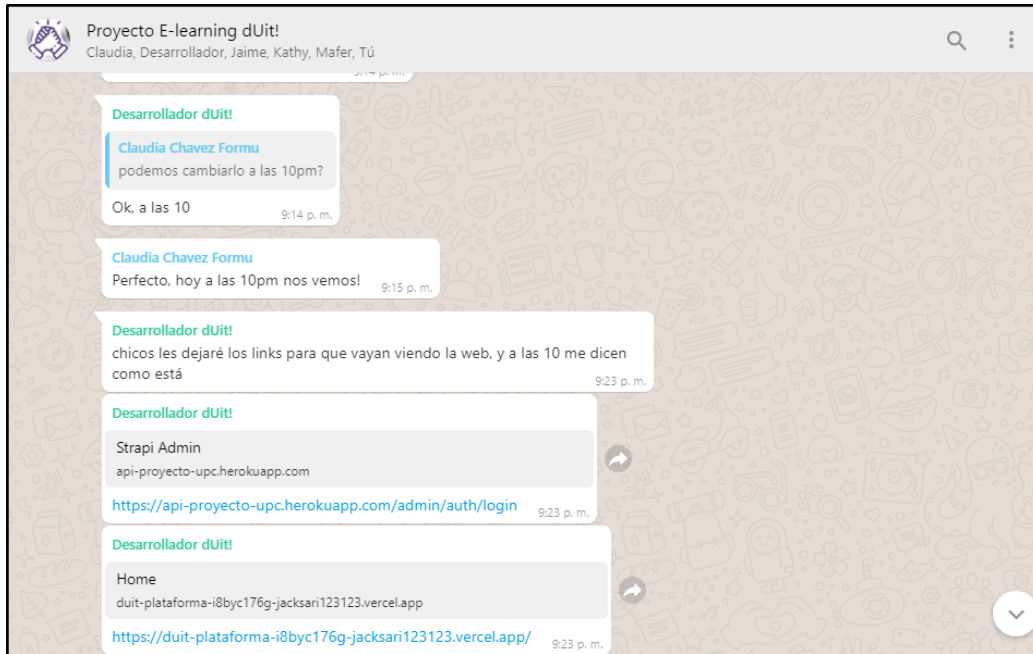 Proyecto E-learning dUit!
Claudia, Desarrollador, Jaime, Kathy, Mafer, Tú
9:14 p. m.
Desarrollador dUit!
Claudia Chavez Formu
podemos cambiarlo a las 10pm?
Ok, a las 10
9:14 p. m.
Claudia Chavez Formu
Perfecto, hoy a las 10pm nos vemos!
9:15 p. m.
Desarrollador dUit!
chicos les dejaré los links para que vayan viendo la web, y a las 10 me dicen
como está
9:23 p. m.
Desarrollador dUit!
Strapi Admin
api-proyecto-upc.herokuapp.com
https://api-proyecto-upc.herokuapp.com/admin/auth/login
9:23 p. m.
Desarrollador dUit!
Home
duit-plataforma-i8byc176g-jacksari123123.vercel.app
https://duit-plataforma-i8byc176g-jacksari123123.vercel.app/
9:23 p. m.